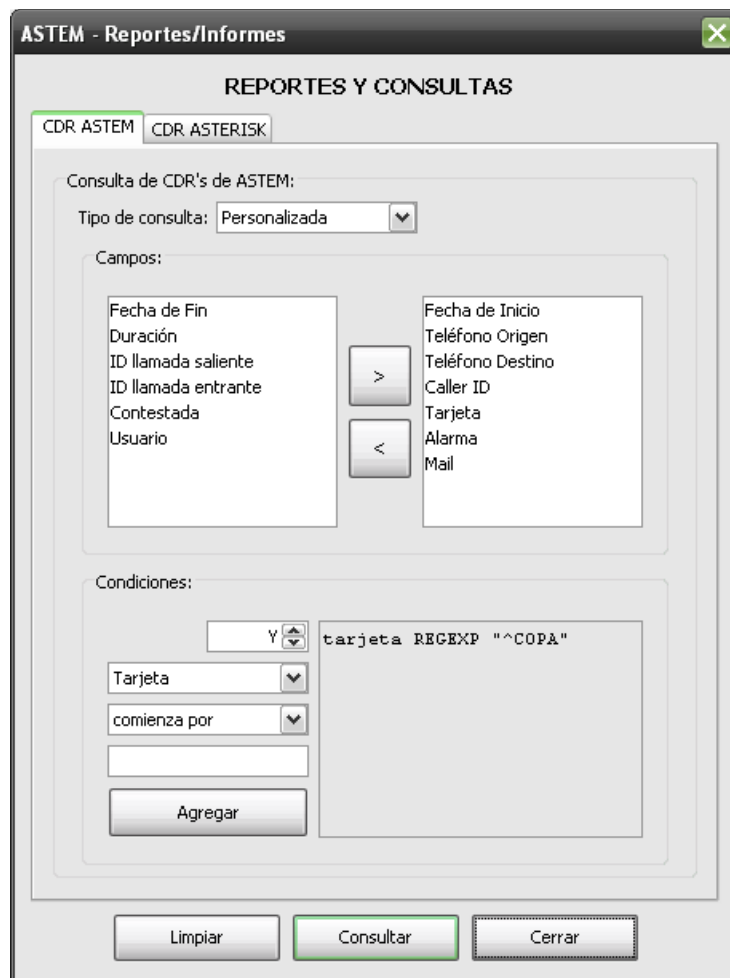 ASTEM - Reportes/Informes
REPORTES Y CONSULTAS
CDR ASTEM
CDR ASTERISK
Consulta de CDR's de ASTEM:
Tipo de consulta: Personalizada
Campos:
Fecha de Fin
Duración
ID llamada saliente
ID llamada entrante
Contestada
Usuario
>
<
Fecha de Inicio
Teléfono Origen
Teléfono Destino
Caller ID
Tarjeta
Alarma
Mail
Condiciones:
Y
Tarjeta
comienza por
Agregar
tarjeta REGEXP "^COPA"
Limpiar
Consultar
Cerrar